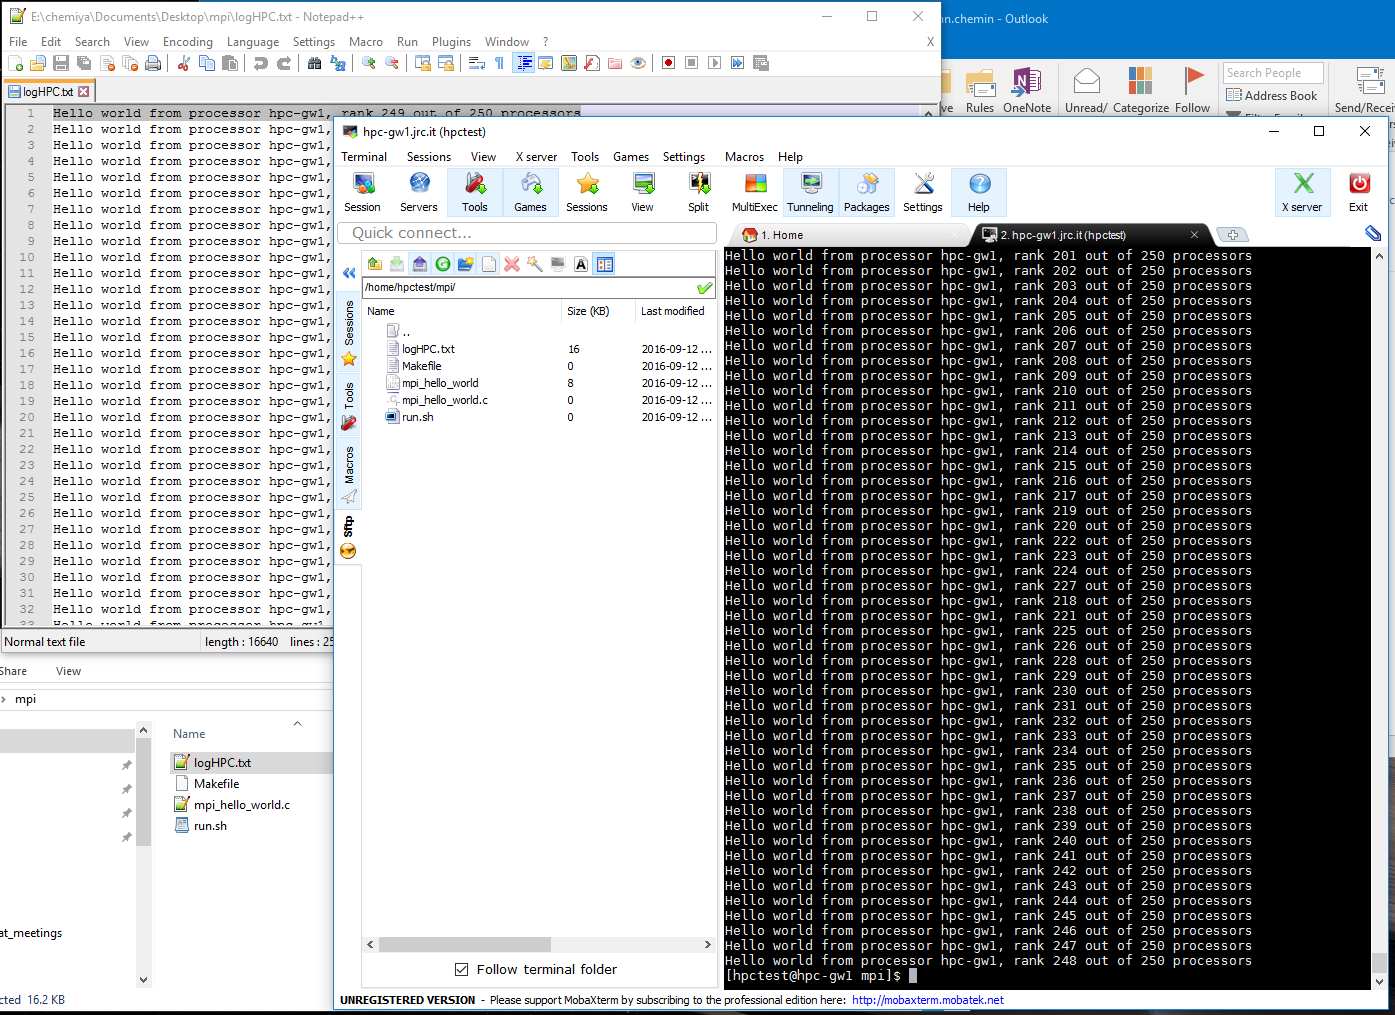 E:\chemiya\Documents\Desktop\mpi\logHPC.txt - Notepad++
nn.chemin - Outlook
File Edit Search View Encoding Language Settings Macro Run Plugins Window ? X
Rules OneNote Unread/ Categorize Follow
Search People
Address Book
Send/Recei
logHPC.txt
1 Hello world from processor hpc-gw1, rank 249 out of 250 processors
2 Hello world from processor hpc-gw1,
3 Hello world from processor hpc-gw1,
4 Hello world from processor hpc-gw1,
5 Hello world from processor hpc-gw1,
6 Hello world from processor hpc-gw1,
7 Hello world from processor hpc-gw1,
8 Hello world from processor hpc-gw1,
9 Hello world from processor hpc-gw1,
10 Hello world from processor hpc-gw1,
11 Hello world from processor hpc-gw1,
12 Hello world from processor hpc-gw1,
13 Hello world from processor hpc-gw1,
14 Hello world from processor hpc-gw1,
15 Hello world from processor hpc-gw1,
16 Hello world from processor hpc-gw1,
17 Hello world from processor hpc-gw1,
18 Hello world from processor hpc-gw1,
19 Hello world from processor hpc-gw1,
20 Hello world from processor hpc-gw1,
21 Hello world from processor hpc-gw1,
22 Hello world from processor hpc-gw1,
23 Hello world from processor hpc-gw1,
24 Hello world from processor hpc-gw1,
25 Hello world from processor hpc-gw1,
26 Hello world from processor hpc-gw1,
27 Hello world from processor hpc-gw1,
28 Hello world from processor hpc-gw1,
29 Hello world from processor hpc-gw1,
30 Hello world from processor hpc-gw1,
31 Hello world from processor hpc-gw1,
32 Hello world from processor hpc-gw1,
33 Hello world from processor hpc-gw1,
Normal text file length : 16640 lines : 25
Share View
mpi
Name
logHPC.txt
Makefile
mpi_hello_world.c
run.sh
at_meetings
cted 16.2 KB
hpc-gw1.jrc.it (hpctest)
Terminal Sessions View X server Tools Games Settings Macros Help
Session Servers Tools Games Sessions View Split MultiExec Tunneling Packages Settings Help X server Exit
Quick connect...
1. Home
2. hpc-gw1.jrc.it (hpctest)
Sessions
Tools
Macros
Sftp
/home/hpctest/mpi/
Name Size (KB) Last modified
..
logHPC.txt 16 2016-09-12 ...
Makefile 0 2016-09-12 ...
mpi_hello_world 8 2016-09-12 ...
mpi_hello_world.c 0 2016-09-12 ...
run.sh 0 2016-09-12 ...
Follow terminal folder
Hello world from processor hpc-gw1, rank 201 out of 250 processors
Hello world from processor hpc-gw1, rank 202 out of 250 processors
Hello world from processor hpc-gw1, rank 203 out of 250 processors
Hello world from processor hpc-gw1, rank 204 out of 250 processors
Hello world from processor hpc-gw1, rank 205 out of 250 processors
Hello world from processor hpc-gw1, rank 206 out of 250 processors
Hello world from processor hpc-gw1, rank 207 out of 250 processors
Hello world from processor hpc-gw1, rank 208 out of 250 processors
Hello world from processor hpc-gw1, rank 209 out of 250 processors
Hello world from processor hpc-gw1, rank 210 out of 250 processors
Hello world from processor hpc-gw1, rank 211 out of 250 processors
Hello world from processor hpc-gw1, rank 212 out of 250 processors
Hello world from processor hpc-gw1, rank 213 out of 250 processors
Hello world from processor hpc-gw1, rank 214 out of 250 processors
Hello world from processor hpc-gw1, rank 215 out of 250 processors
Hello world from processor hpc-gw1, rank 216 out of 250 processors
Hello world from processor hpc-gw1, rank 217 out of 250 processors
Hello world from processor hpc-gw1, rank 219 out of 250 processors
Hello world from processor hpc-gw1, rank 220 out of 250 processors
Hello world from processor hpc-gw1, rank 222 out of 250 processors
Hello world from processor hpc-gw1, rank 223 out of 250 processors
Hello world from processor hpc-gw1, rank 224 out of 250 processors
Hello world from processor hpc-gw1, rank 227 out of 250 processors
Hello world from processor hpc-gw1, rank 218 out of 250 processors
Hello world from processor hpc-gw1, rank 221 out of 250 processors
Hello world from processor hpc-gw1, rank 225 out of 250 processors
Hello world from processor hpc-gw1, rank 226 out of 250 processors
Hello world from processor hpc-gw1, rank 228 out of 250 processors
Hello world from processor hpc-gw1, rank 229 out of 250 processors
Hello world from processor hpc-gw1, rank 230 out of 250 processors
Hello world from processor hpc-gw1, rank 231 out of 250 processors
Hello world from processor hpc-gw1, rank 232 out of 250 processors
Hello world from processor hpc-gw1, rank 233 out of 250 processors
Hello world from processor hpc-gw1, rank 234 out of 250 processors
Hello world from processor hpc-gw1, rank 235 out of 250 processors
Hello world from processor hpc-gw1, rank 236 out of 250 processors
Hello world from processor hpc-gw1, rank 237 out of 250 processors
Hello world from processor hpc-gw1, rank 238 out of 250 processors
Hello world from processor hpc-gw1, rank 239 out of 250 processors
Hello world from processor hpc-gw1, rank 240 out of 250 processors
Hello world from processor hpc-gw1, rank 241 out of 250 processors
Hello world from processor hpc-gw1, rank 242 out of 250 processors
Hello world from processor hpc-gw1, rank 243 out of 250 processors
Hello world from processor hpc-gw1, rank 244 out of 250 processors
Hello world from processor hpc-gw1, rank 245 out of 250 processors
Hello world from processor hpc-gw1, rank 246 out of 250 processors
Hello world from processor hpc-gw1, rank 247 out of 250 processors
Hello world from processor hpc-gw1, rank 248 out of 250 processors
[hpctest@hpc-gw1 mpi]$
UNREGISTERED VERSION - Please support MobaXterm by subscribing to the professional edition here: http://mobaxterm.mobatek.net